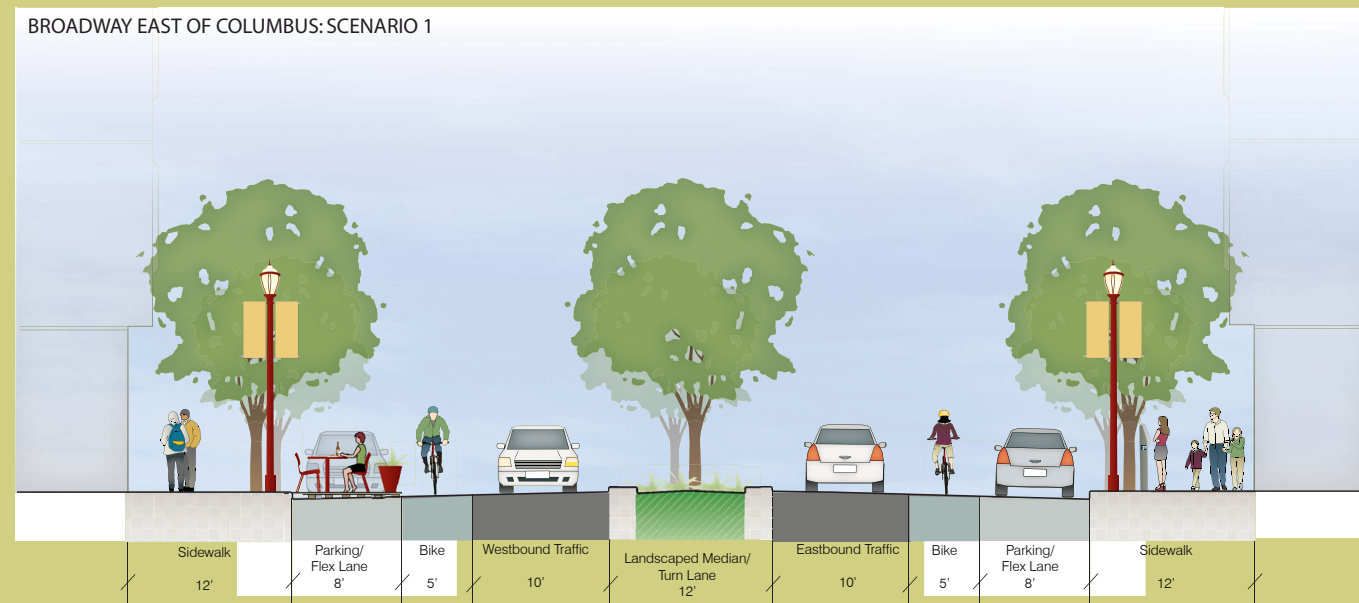 BROADWAY EAST OF COLUMBUS: SCENARIO 1
Sidewalk
12'
Parking/
Flex Lane
8'
Bike
5'
Westbound Traffic
10'
Landscaped Median/
Turn Lane
12'
Eastbound Traffic
10'
Bike
5'
Parking/
Flex Lane
8'
Sidewalk
12'